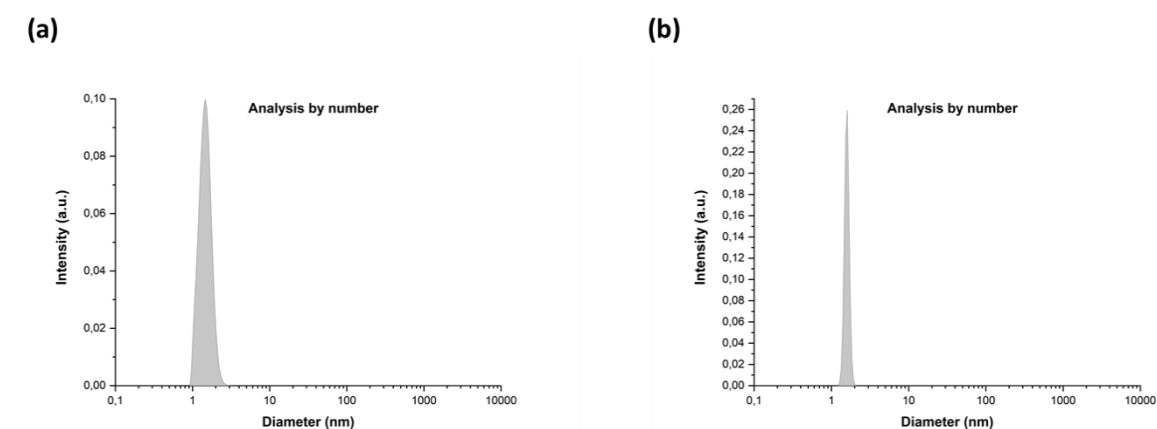 (a)
Analysis by number
0,10
0,08
0,06
0,04
0,02
0,00
Intensity (a.u.)
0,1 1 10 100 1000 10000
Diameter (nm)
(b)
Analysis by number
0,26
0,24
0,22
0,20
0,18
0,16
0,14
0,12
0,10
0,08
0,06
0,04
0,02
0,00
Intensity (a.u.)
0,1 1 10 100 1000 10000
Diameter (nm)